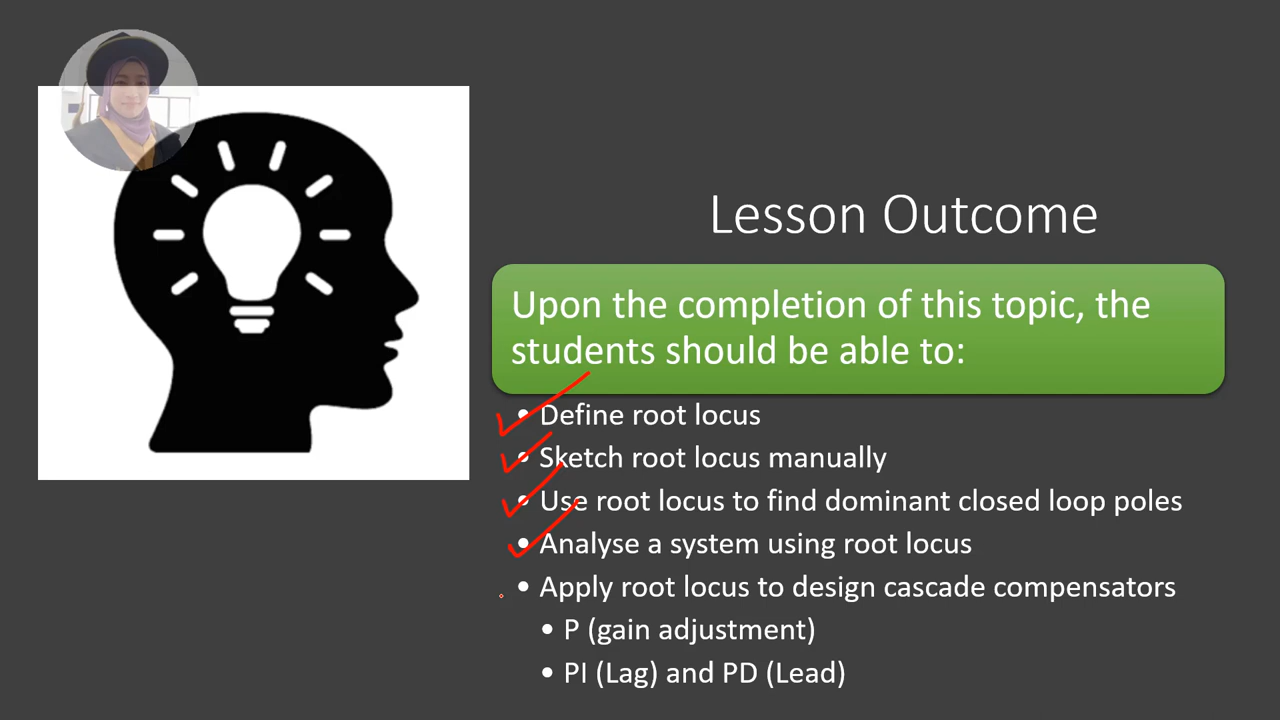 Lesson Outcome
Upon the completion of this topic, the
students should be able to:
• Define root locus
• Sketch root locus manually
• Use root locus to find dominant closed loop poles
• Analyse a system using root locus
• Apply root locus to design cascade compensators
• P (gain adjustment)
• PI (Lag) and PD (Lead)